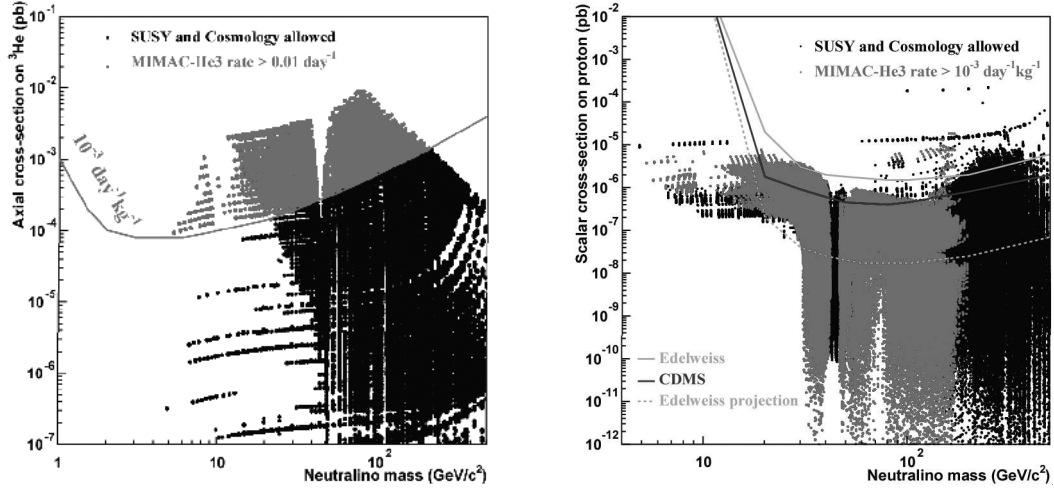 Axial cross-section on ³He (pb)
10⁻¹
10⁻²
10⁻³
10⁻⁴
10⁻⁵
10⁻⁶
10⁻⁷
SUSY and Cosmology allowed
MIMAC-He3 rate > 0.01 day⁻¹
10⁻³ day⁻¹kg⁻¹
1
10
10²
Neutralino mass (GeV/c²)
Scalar cross-section on proton (pb)
10⁻²
10⁻³
10⁻⁴
10⁻⁵
10⁻⁶
10⁻⁷
10⁻⁸
10⁻⁹
10⁻¹⁰
10⁻¹¹
10⁻¹²
SUSY and Cosmology allowed
MIMAC-He3 rate > 10⁻³ day⁻¹kg⁻¹
Edelweiss
CDMS
Edelweiss projection
10
10²
Neutralino mass (GeV/c²)